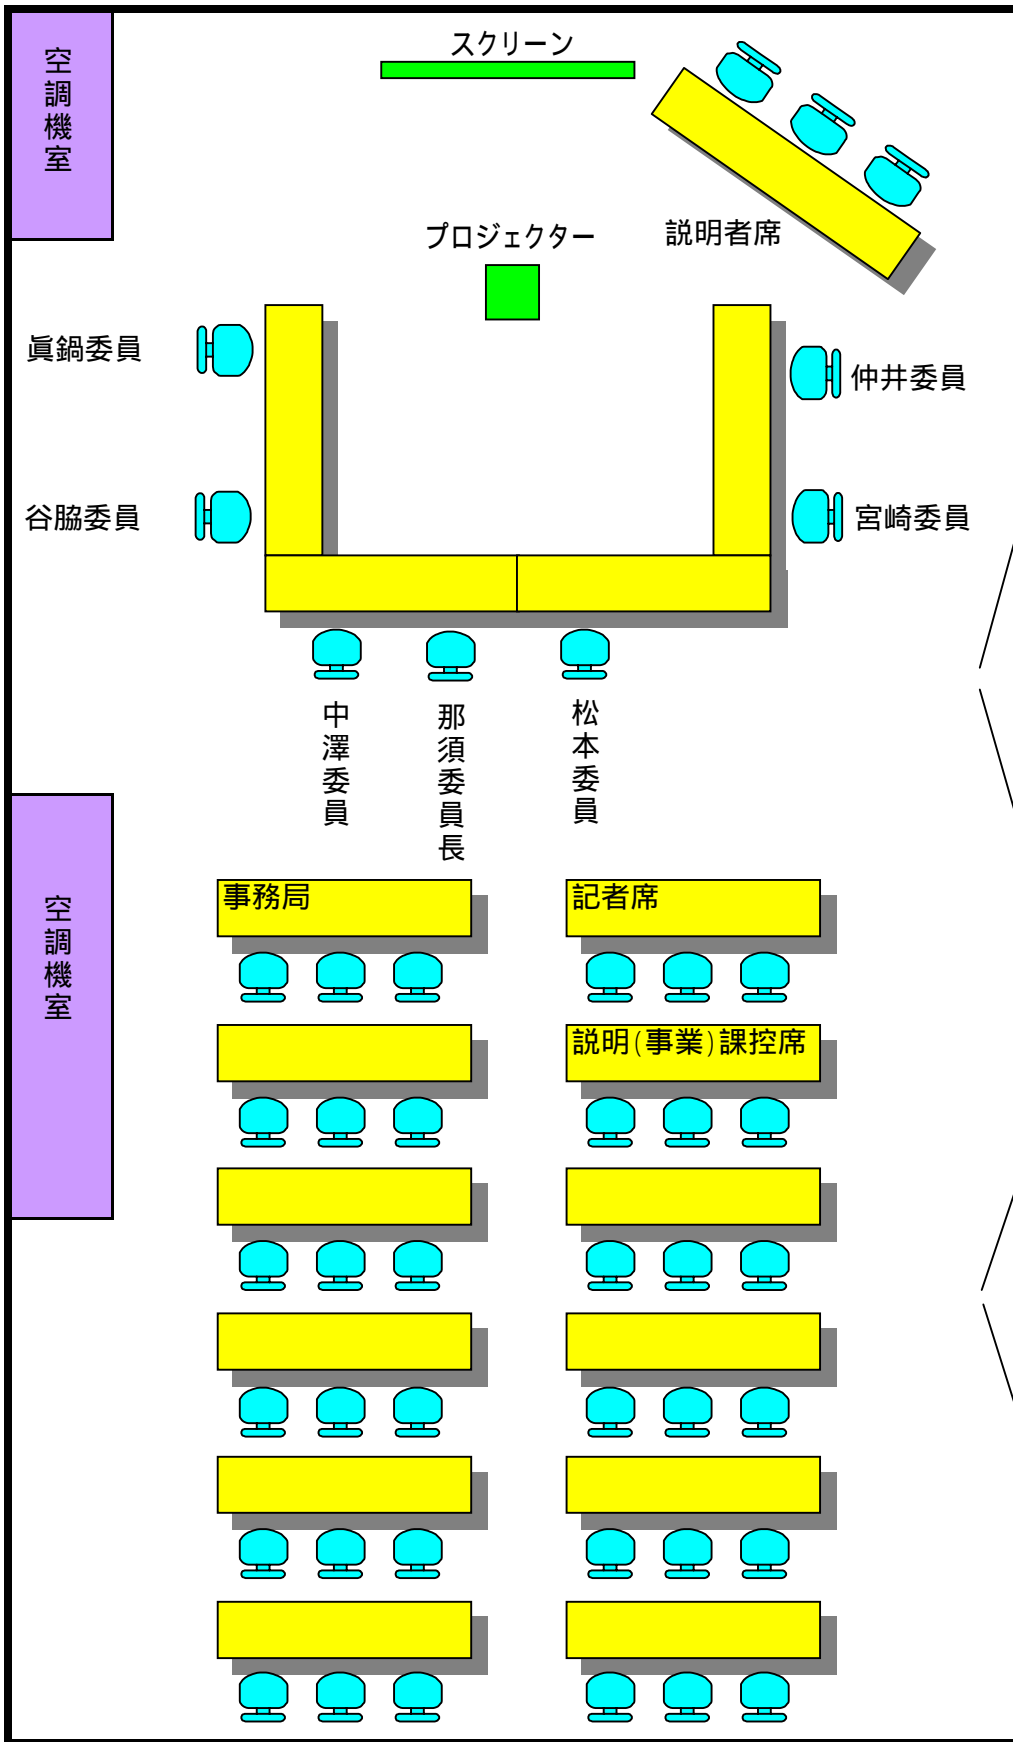 スクリーン
空調機室
プロジェクター
説明者席
眞鍋委員
仲井委員
谷脇委員
宮崎委員
中澤委員
那須委員長
松本委員
空調機室
事務局
記者席
説明(事業)課控席